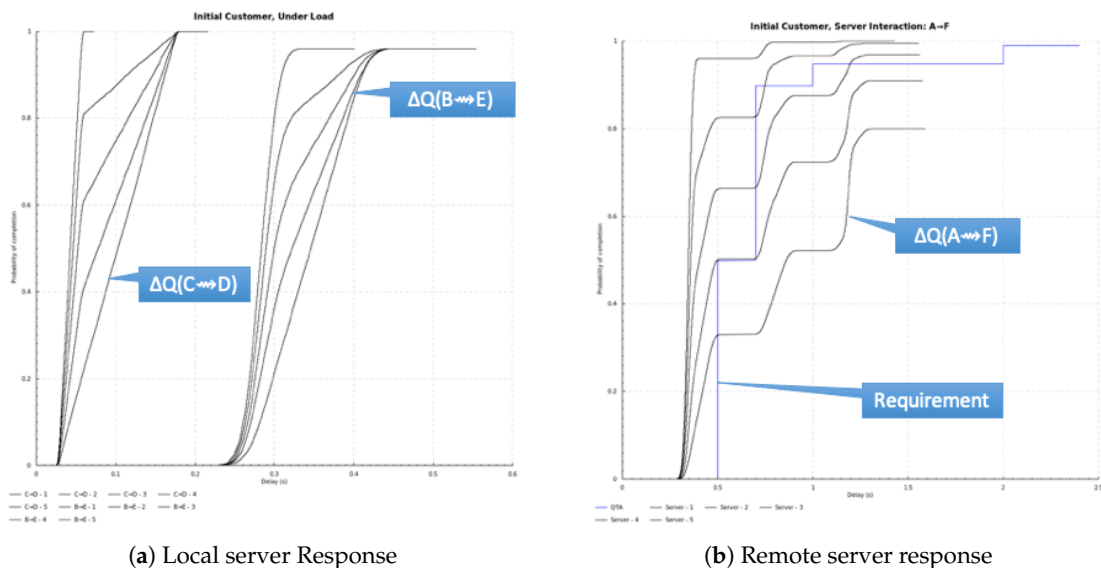 Initial Customer, Under Load
1
0.8
0.6
0.4
0.2
0
Probability of completion
ΔQ(B⇝E)
ΔQ(C⇝D)
0 0.1 0.2 0.3 0.4 0.5 0.6
Delay (s)
C⇝D - 1 C⇝D - 2 C⇝D - 3 C⇝D - 4
C⇝D - 5 B⇝E - 1 B⇝E - 2 B⇝E - 3
B⇝E - 4 B⇝E - 5
(a) Local server Response
Initial Customer, Server Interaction: A⇝F
1
0.8
0.6
0.4
0.2
0
Probability of completion
ΔQ(A⇝F)
Requirement
0 0.5 1 1.5 2 2.5
Delay (s)
QTA Server - 1 Server - 2 Server - 3
Server - 4 Server - 5
(b) Remote server response